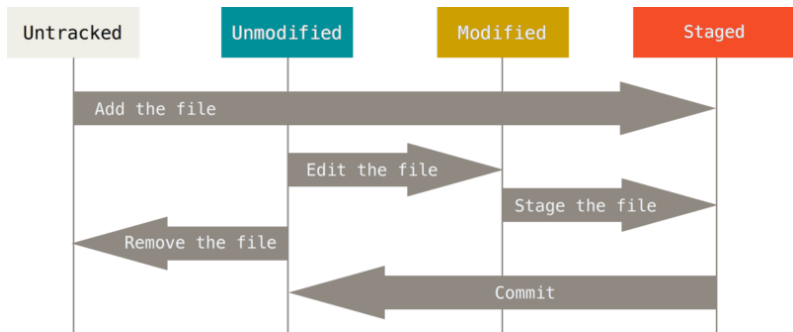 Untracked
Unmodified
Modified
Staged
Add the file
Edit the file
Stage the file
Remove the file
Commit